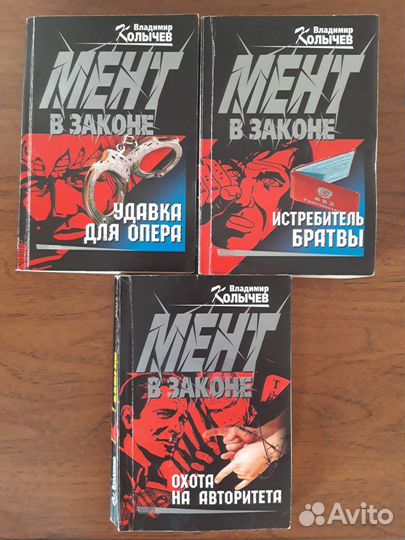 Владимир
Колычев
МЕНТ
В ЗАКОНЕ
УДАВКА
ДЛЯ ОПЕРА
Владимир
Колычев
МЕНТ
В ЗАКОНЕ
МВД
ИСТРЕБИТЕЛЬ
БРАТВЫ
Владимир
Колычев
МЕНТ
В ЗАКОНЕ
ОХОТА
НА АВТОРИТЕТА
Avito